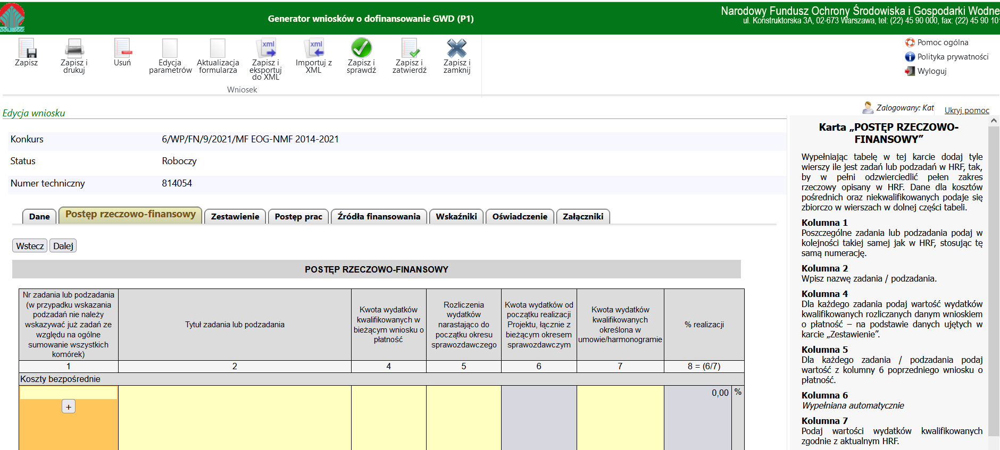 Generator wniosków o dofinansowanie GWD (P1)
Narodowy Fundusz Ochrony Środowiska i Gospodarki Wodne
ul. Konstruktorska 3A, 02-673 Warszawa, tel: (22) 45 90 000, fax: (22) 45 90 101
Zapisz
Zapisz i
drukuj
Usuń
Edycja
parametrów
Aktualizacja
formularza
xml
Zapisz i
eksportuj
do XML
xml
Importuj z
XML
Zapisz i
sprawdź
Zapisz i
zatwierdź
Zapisz i
zamknij
Wniosek
Pomoc ogólna
Polityka prywatności
Wyloguj
Edycja wniosku
Zalogowany: Kat
Ukryj pomoc
Konkurs 6/WP/FN/9/2021/MF EOG-NMF 2014-2021
Status Roboczy
Numer techniczny 814054
Dane Postęp rzeczowo-finansowy Zestawienie Postęp prac Źródła finansowania Wskaźniki Oświadczenie Załączniki
Wstecz Dalej
POSTĘP RZECZOWO-FINANSOWY
Nr zadania lub podzadania
(w przypadku wskazania
podzadań nie należy
wskazywać już zadań ze
względu na ogólne
sumowanie wszystkich
komórek)
Tytuł zadania lub podzadania
Kwota wydatków
kwalifikowanych w
bieżącym wniosku o
płatność
Rozliczenia
wydatków
narastająco do
początku okresu
sprawozdawczego
Kwota wydatków od
początku realizacji
Projektu, łącznie z
bieżącym okresem
sprawozdawczym
Kwota wydatków
kwalifikowanych
określona w
umowie/harmonogramie
% realizacji
1 2 4 5 6 7 8 = (6/7)
Koszty bezpośrednie
+
0,00 %
Karta „POSTĘP RZECZOWO-
FINANSOWY”
Wypełniając tabelę w tej karcie dodaj tyle
wierszy ile jest zadań lub podzadań w HRF, tak,
by w pełni odzwierciedlić pełen zakres
rzeczowy opisany w HRF. Dane dla kosztów
pośrednich oraz niekwalifikowanych podaje się
zbiorczo w wierszach w dolnej części tabeli.
Kolumna 1
Poszczególne zadania lub podzadania podaj w
kolejności takiej samej jak w HRF, stosując tę
samą numerację.
Kolumna 2
Wpisz nazwę zadania / podzadania.
Kolumna 4
Dla każdego zadania podaj wartość wydatków
kwalifikowanych rozliczanych danym wnioskiem
o płatność – na podstawie danych ujętych w
karcie „Zestawienie”.
Kolumna 5
Dla każdego zadania / podzadania podaj
wartość z kolumny 6 poprzedniego wniosku o
płatność.
Kolumna 6
Wypełniana automatycznie
Kolumna 7
Podaj wartości wydatków kwalifikowanych
zgodnie z aktualnym HRF.